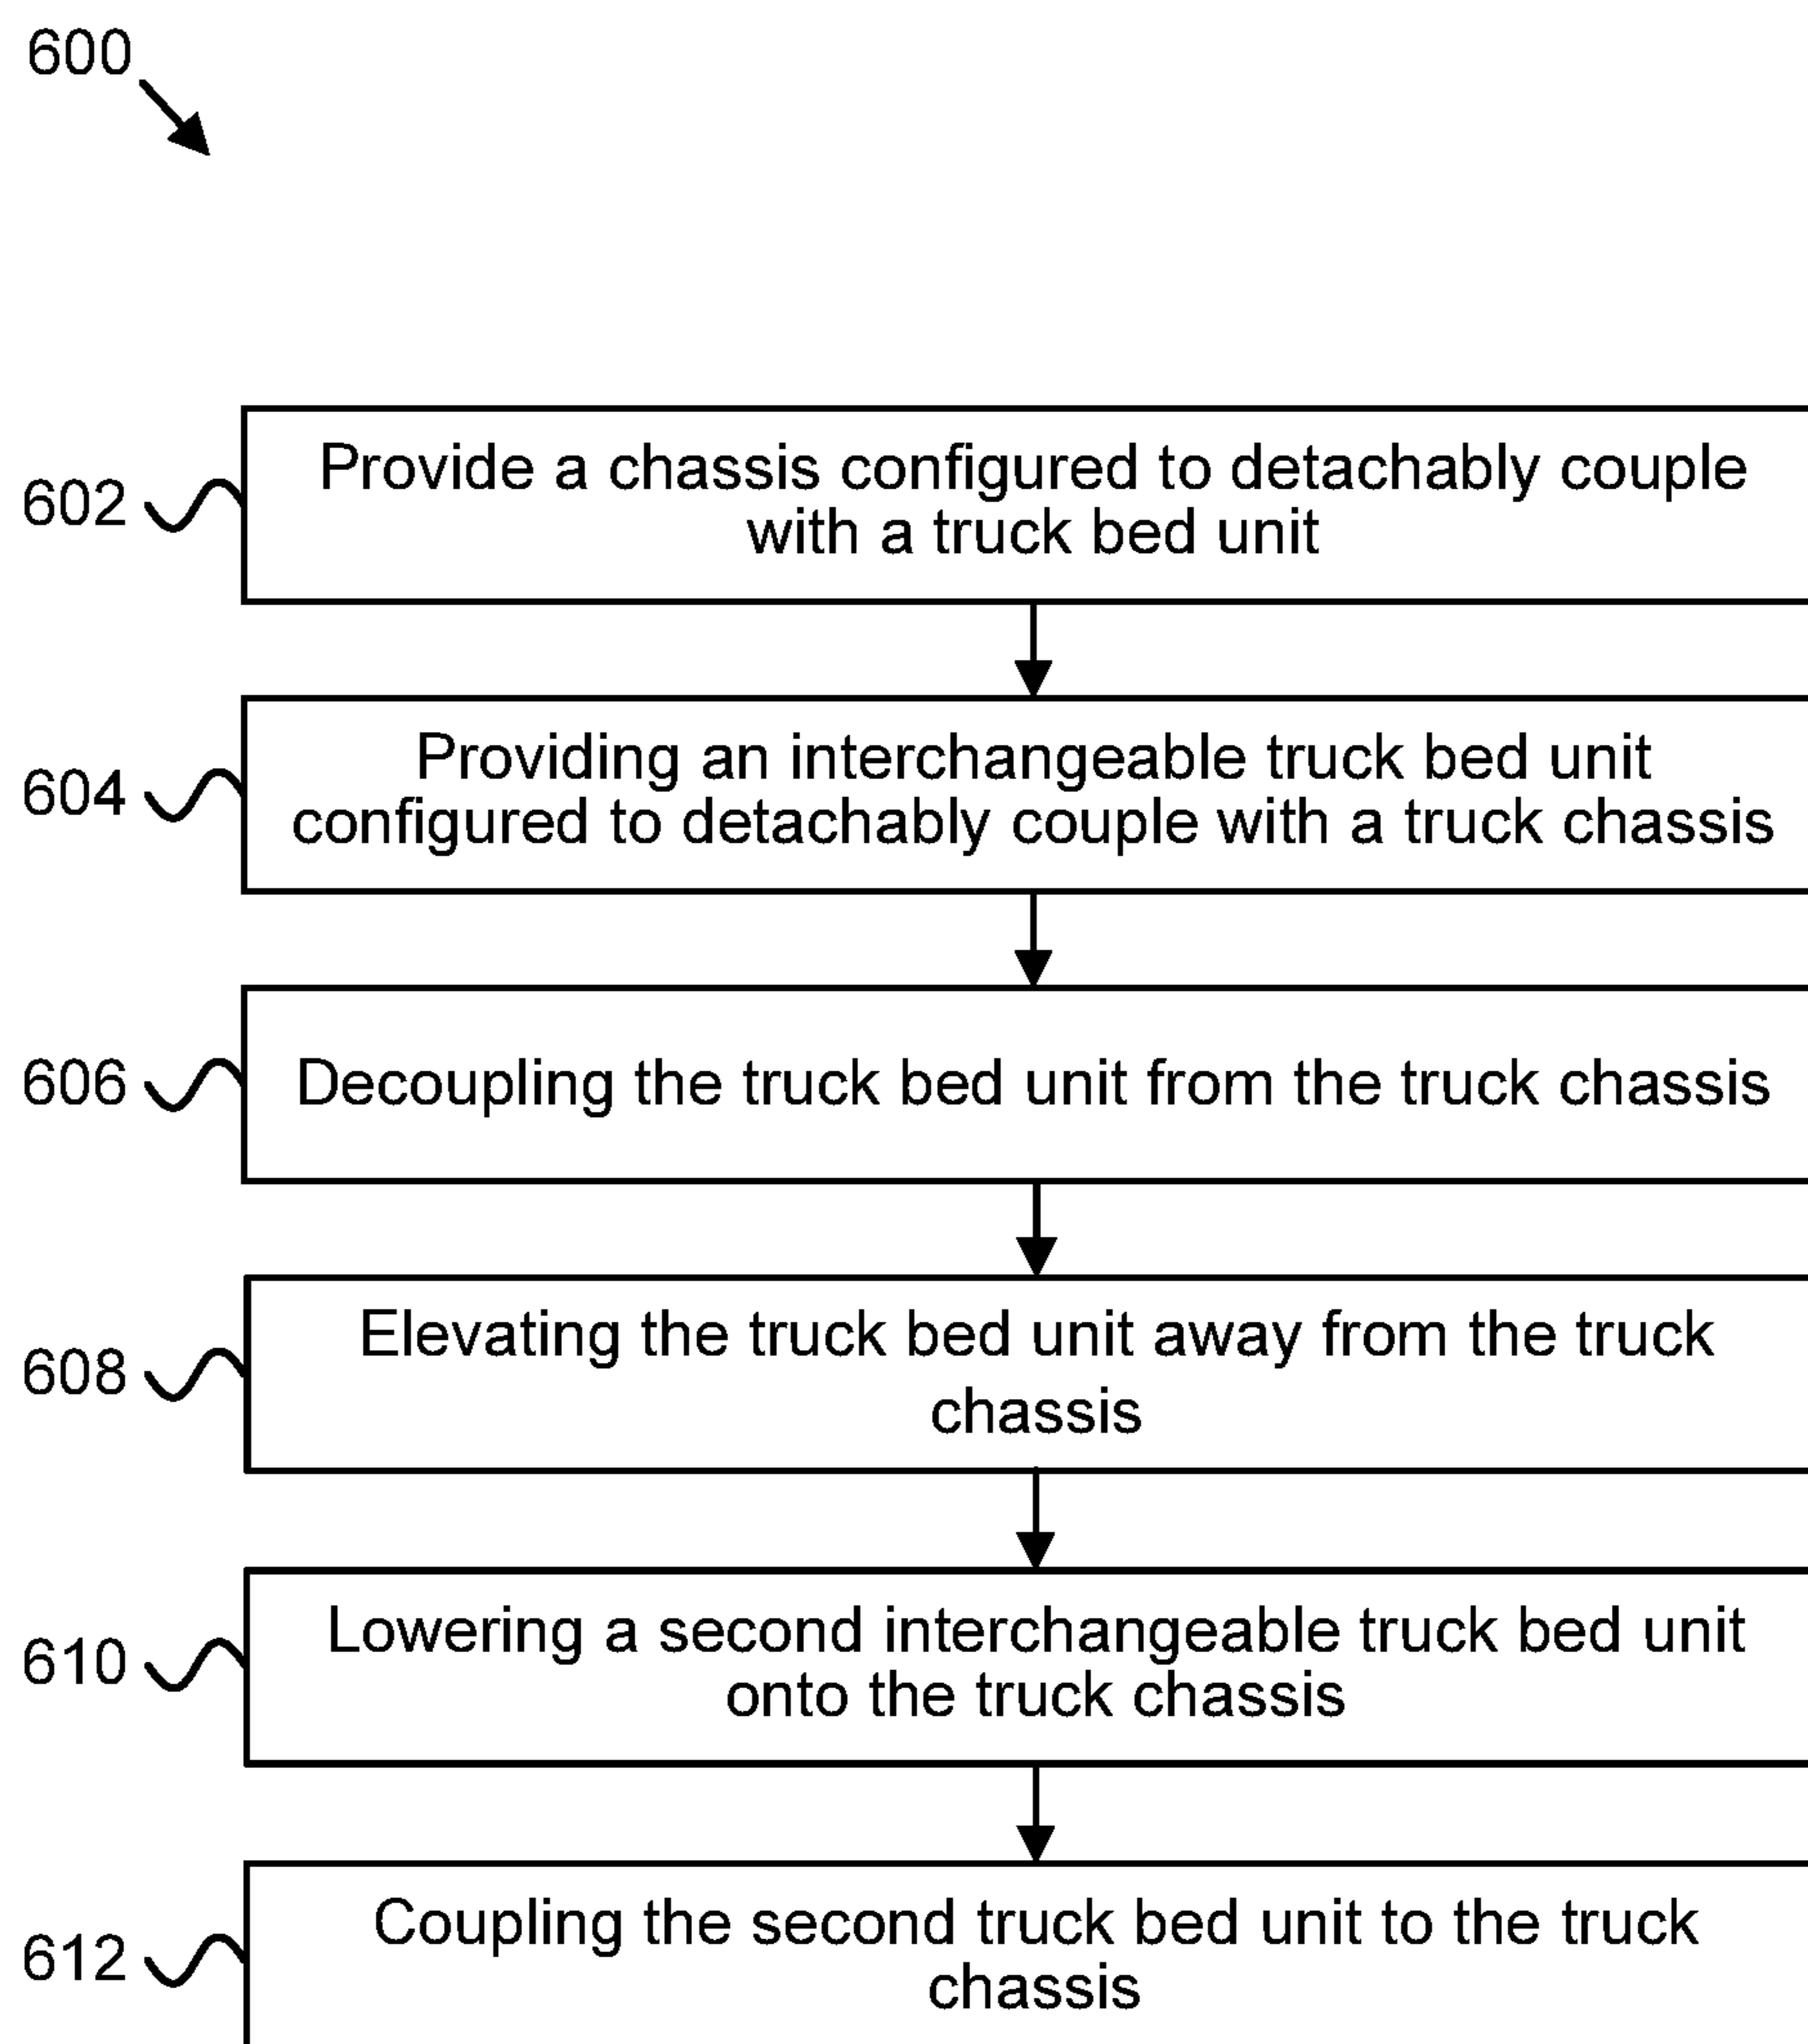 600
602
Provide a chassis configured to detachably couple
with a truck bed unit
604
Providing an interchangeable truck bed unit
configured to detachably couple with a truck chassis
606
Decoupling the truck bed unit from the truck chassis
608
Elevating the truck bed unit away from the truck
chassis
610
Lowering a second interchangeable truck bed unit
onto the truck chassis
612
Coupling the second truck bed unit to the truck
chassis